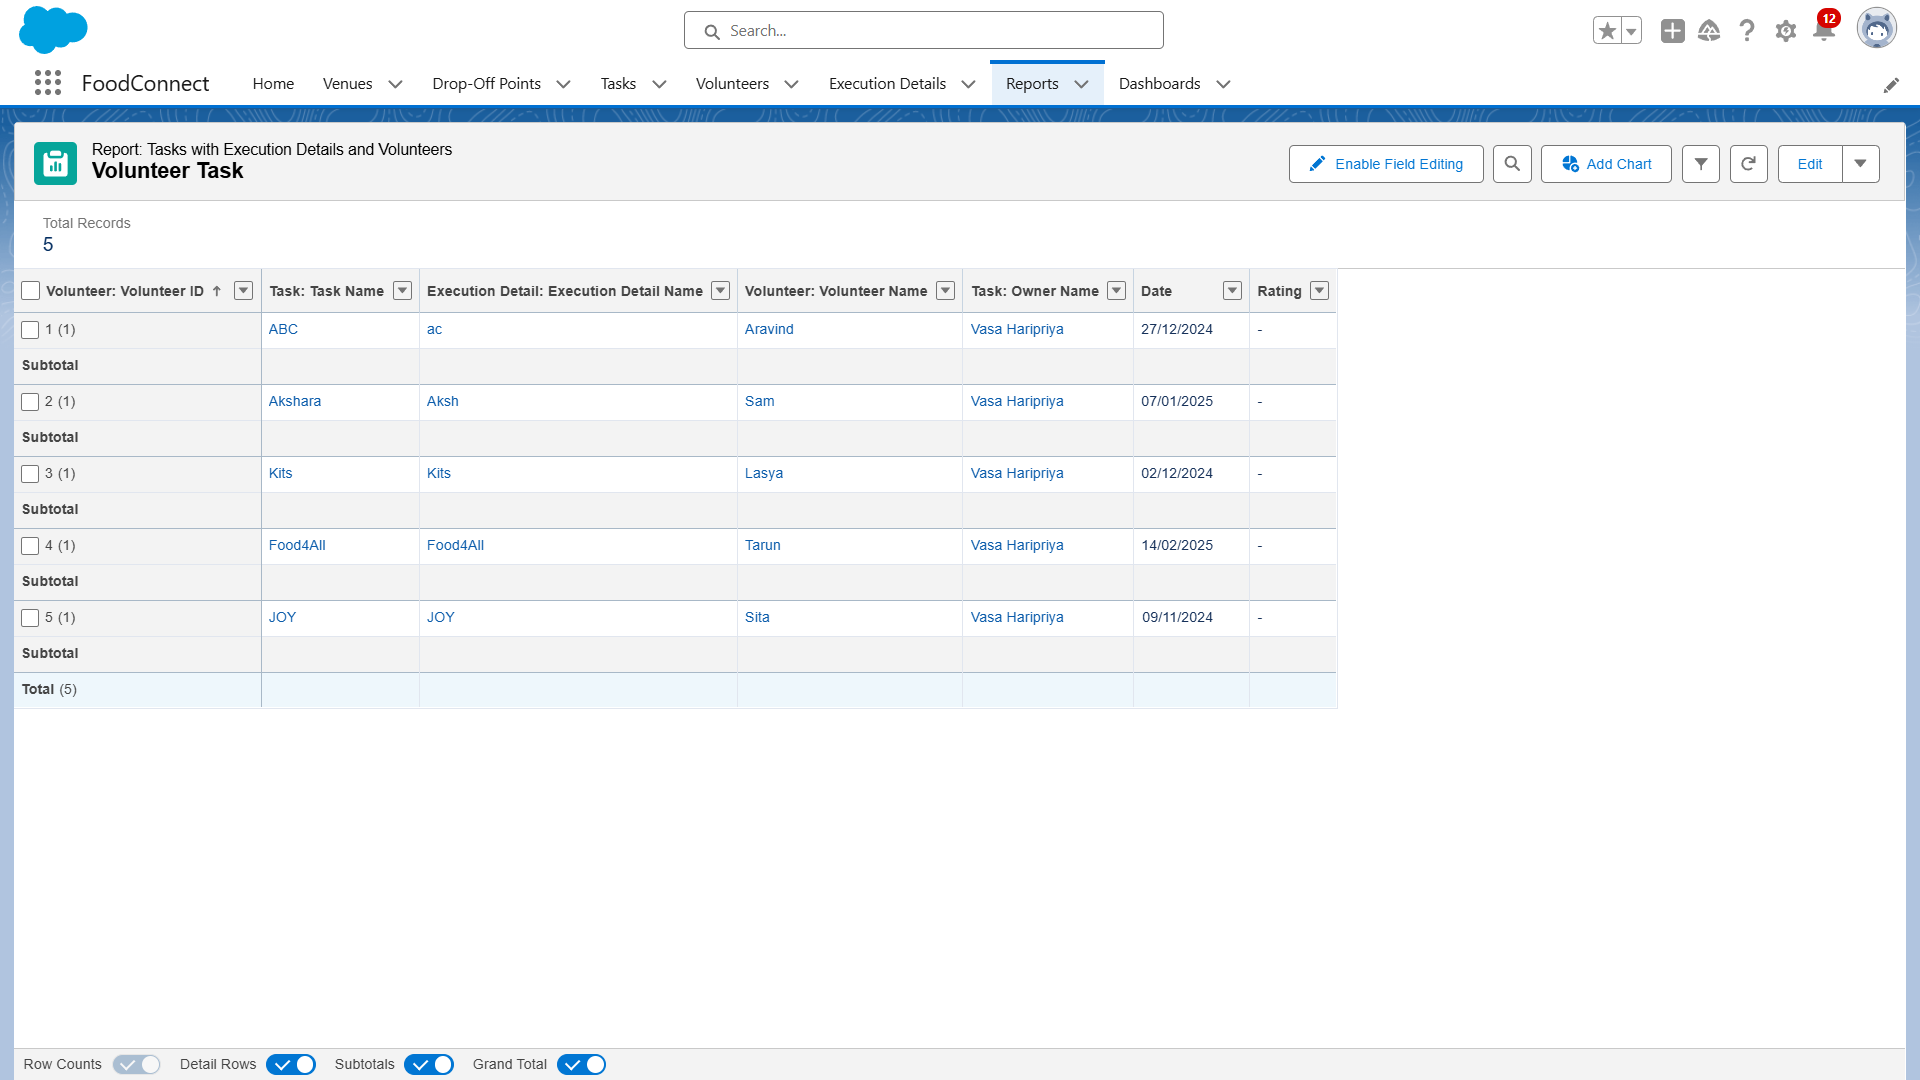 Search...
12
FoodConnect
Home
Venues
Drop-Off Points
Tasks
Volunteers
Execution Details
Reports
Dashboards
Report: Tasks with Execution Details and Volunteers
Volunteer Task
Enable Field Editing
Add Chart
Edit
Total Records
5
Volunteer: Volunteer ID ↑ Task: Task Name Execution Detail: Execution Detail Name Volunteer: Volunteer Name Task: Owner Name Date Rating
1 (1) ABC ac Aravind Vasa Haripriya 27/12/2024 -
Subtotal
2 (1) Akshara Aksh Sam Vasa Haripriya 07/01/2025 -
Subtotal
3 (1) Kits Kits Lasya Vasa Haripriya 02/12/2024 -
Subtotal
4 (1) Food4All Food4All Tarun Vasa Haripriya 14/02/2025 -
Subtotal
5 (1) JOY JOY Sita Vasa Haripriya 09/11/2024 -
Subtotal
Total (5)
Row Counts Detail Rows Subtotals Grand Total